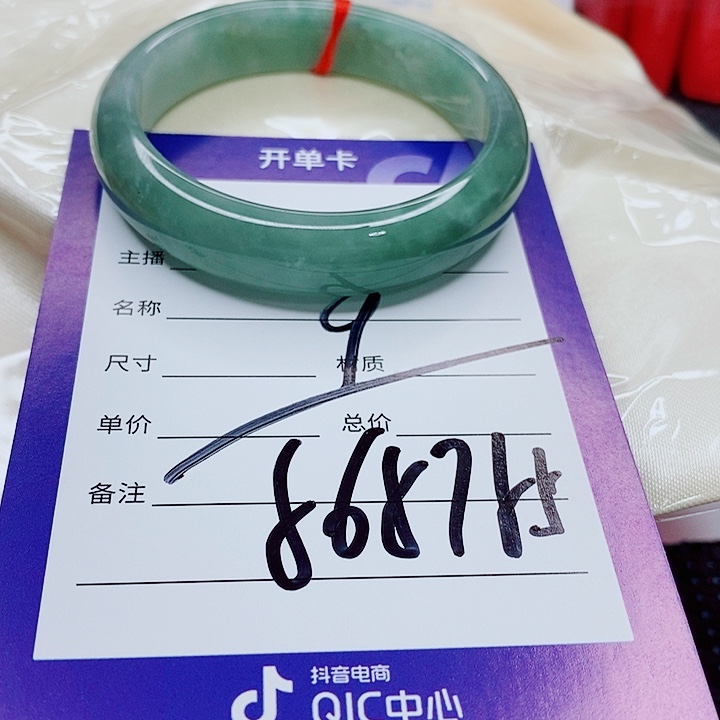 开单卡
主播
名称
尺寸 材质
单价 总价
备注
抖音电商
QIC中心